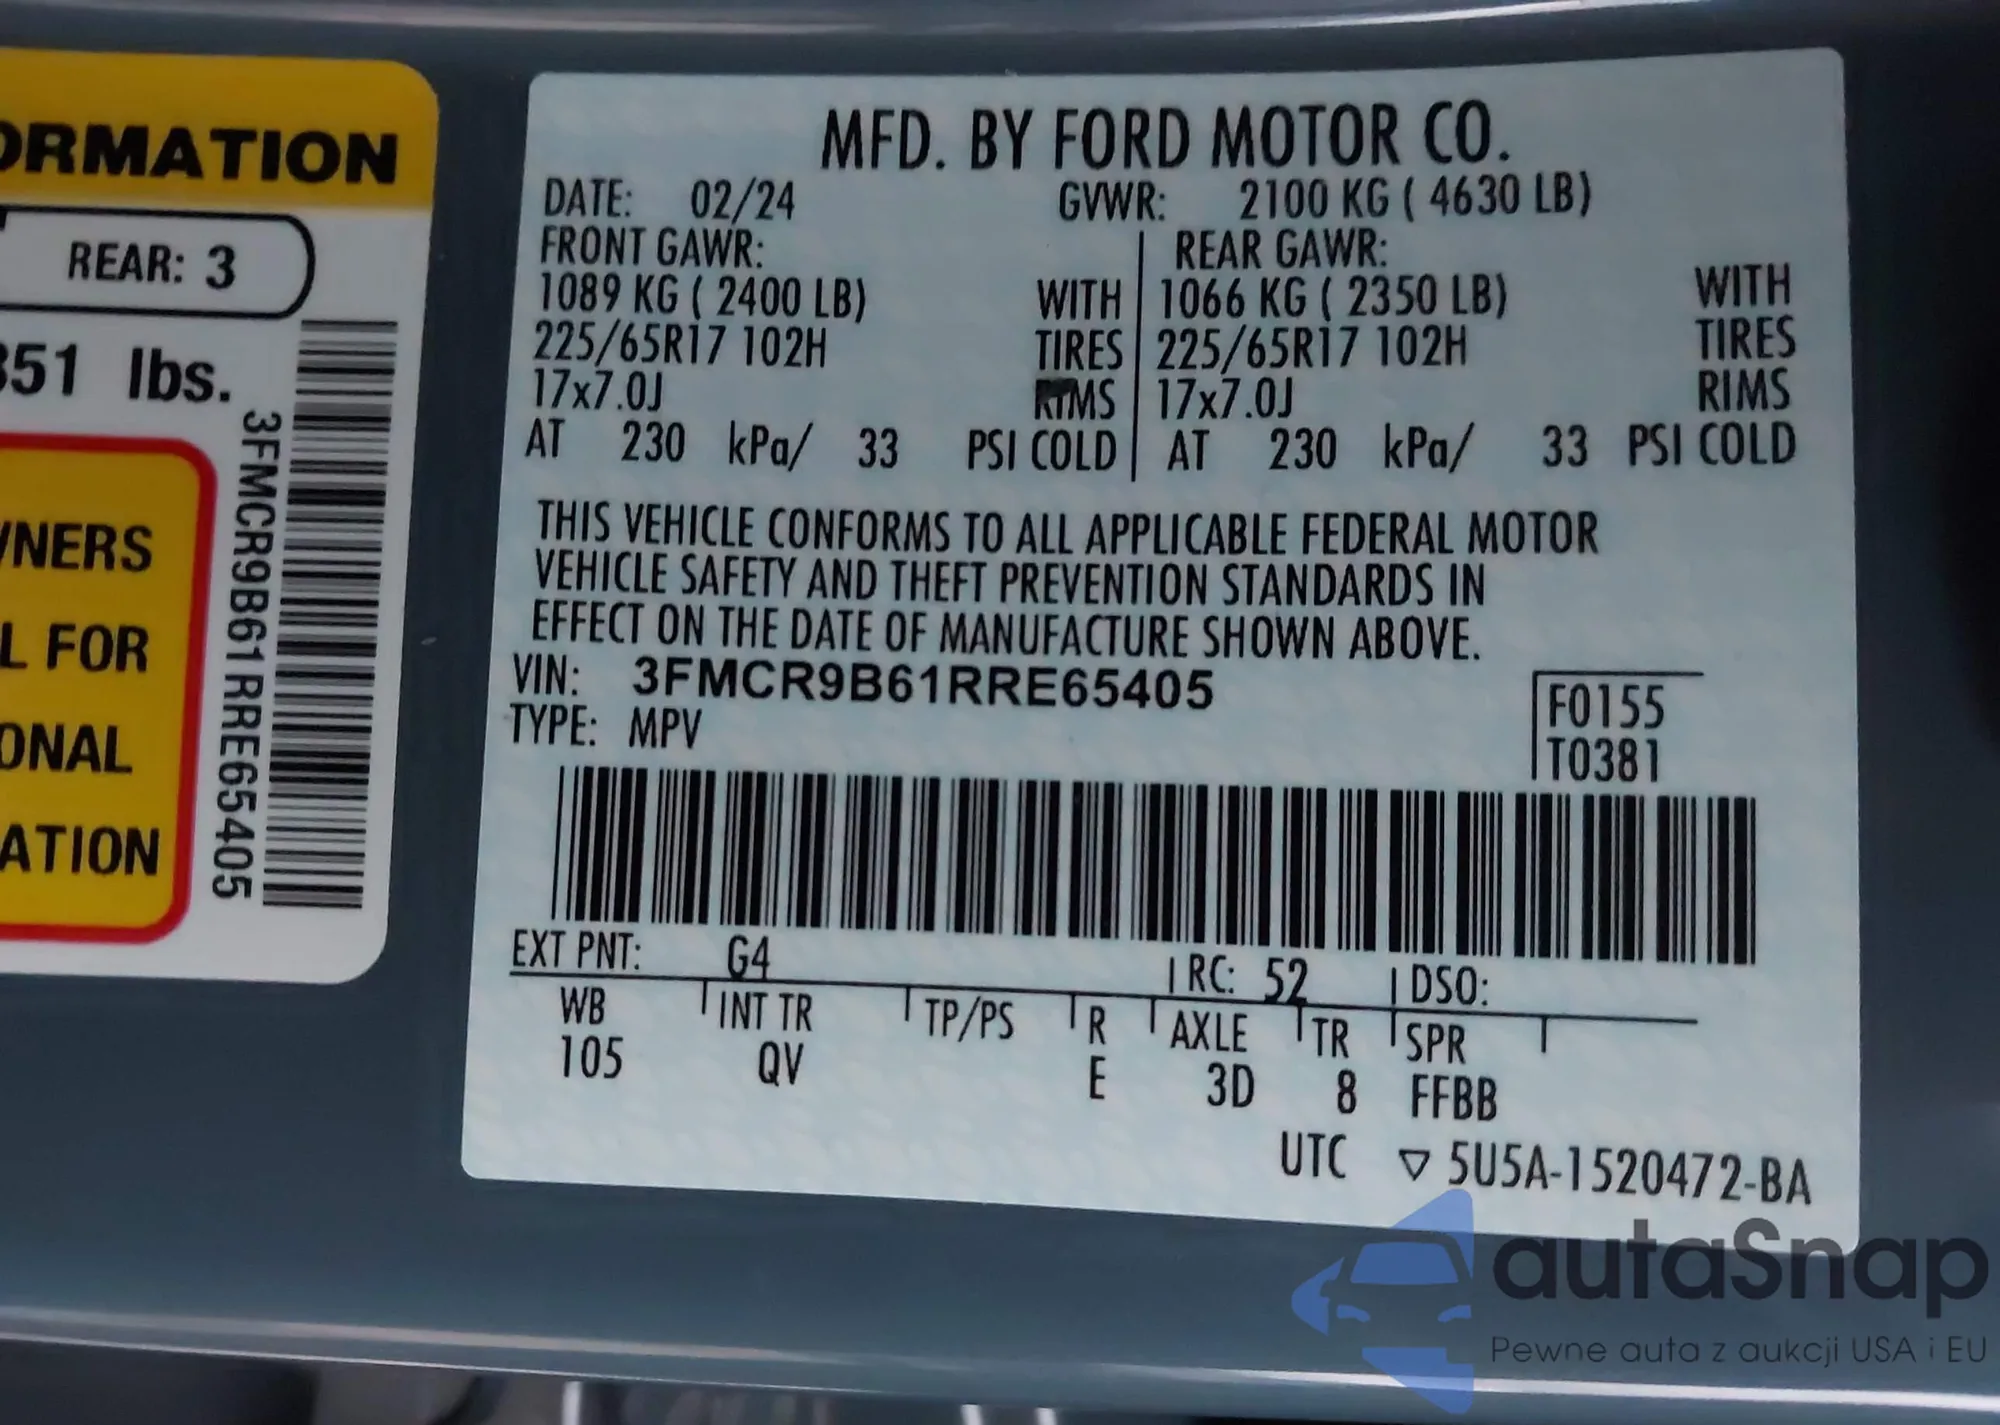 ORMATION
REAR: 3
351 lbs.
WNERS
L FOR
ONAL
ATION
3FMCR9B61RRE65405
MFD. BY FORD MOTOR CO.
DATE: 02/24 GVWR: 2100 KG ( 4630 LB)
FRONT GAWR: REAR GAWR:
1089 KG ( 2400 LB) WITH 1066 KG ( 2350 LB) WITH
225/65R17 102H TIRES 225/65R17 102H TIRES
17x7.0J RIMS 17x7.0J RIMS
AT 230 kPa/ 33 PSI COLD AT 230 kPa/ 33 PSI COLD
THIS VEHICLE CONFORMS TO ALL APPLICABLE FEDERAL MOTOR
VEHICLE SAFETY AND THEFT PREVENTION STANDARDS IN
EFFECT ON THE DATE OF MANUFACTURE SHOWN ABOVE.
VIN: 3FMCR9B61RRE65405
TYPE: MPV
F0155
T0381
EXT PNT: G4 RC: 52 DSO:
WB INT TR TP/PS R AXLE TR SPR
105 QV E 3D 8 FFBB
UTC ▽ 5U5A-1520472-BA
autaSnap
Pewne auta z aukcji USA i EU